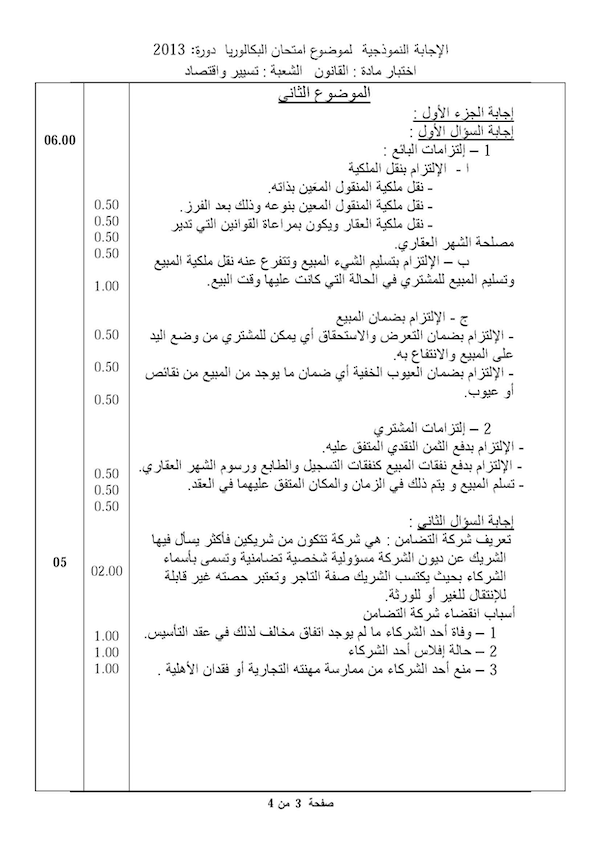 الإجابة النموذجية لموضوع امتحان البكالوريا دورة: 2013
اختبار مادة : القانون الشعبة : تسيير واقتصاد
الموضوع الثاني
إجابة الجزء الأول :
إجابة السؤال الأول :
06.00
1 – إلتزامات البائع :
ا - الإلتزام بنقل الملكية
- نقل ملكية المنقول المعين بذاته.
0.50
- نقل ملكية المنقول المعين بنوعه وذلك بعد الفرز.
0.50
- نقل ملكية العقار ويكون بمراعاة القوانين التي تدير
0.50
مصلحة الشهر العقاري.
0.50
ب – الإلتزام بتسليم الشيء المبيع وتتفرع عنه نقل ملكية المبيع
وتسليم المبيع للمشتري في الحالة التي كانت عليها وقت البيع.
1.00
ج - الإلتزام بضمان المبيع
- الإلتزام بضمان التعرض والاستحقاق أي يمكن للمشتري من وضع اليد
0.50
على المبيع والانتفاع به.
- الإلتزام بضمان العيوب الخفية أي ضمان ما يوجد من المبيع من نقائص
0.50
أو عيوب.
0.50
2 – إلتزامات المشتري
- الإلتزام بدفع الثمن النقدي المتفق عليه.
- الإلتزام بدفع نفقات المبيع كنفقات التسجيل والطابع ورسوم الشهر العقاري.
0.50
- تسلم المبيع و يتم ذلك في الزمان والمكان المتفق عليهما في العقد.
0.50
0.50
إجابة السؤال الثاني :
تعريف شركة التضامن : هي شركة تتكون من شريكين فأكثر يسأل فيها
الشريك عن ديون الشركة مسؤولية شخصية تضامنية وتسمى بأسماء
05
الشركاء بحيث يكتسب الشريك صفة التاجر وتعتبر حصته غير قابلة
02.00
للإنتقال للغير أو للورثة.
أسباب انقضاء شركة التضامن
1 – وفاة أحد الشركاء ما لم يوجد اتفاق مخالف لذلك في عقد التأسيس.
1.00
2 – حالة إفلاس أحد الشركاء
1.00
3 – منع أحد الشركاء من ممارسة مهنته التجارية أو فقدان الأهلية .
1.00
صفحة 3 من 4